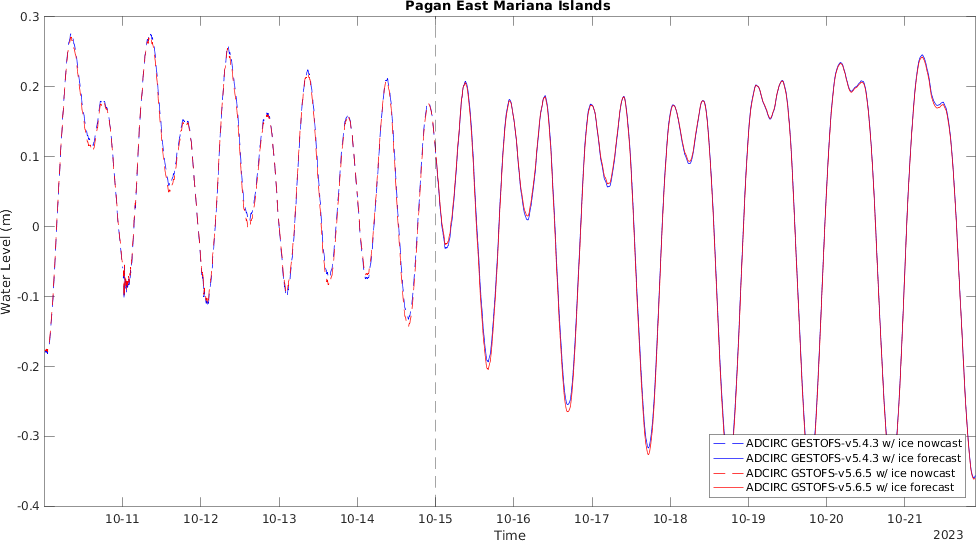 Pagan East Mariana Islands
0.3
0.2
0.1
0
-0.1
-0.2
-0.3
-0.4
Water Level (m)
ADCIRC GESTOFS-v5.4.3 w/ ice nowcast
ADCIRC GESTOFS-v5.4.3 w/ ice forecast
ADCIRC GSTOFS-v5.6.5 w/ ice nowcast
ADCIRC GSTOFS-v5.6.5 w/ ice forecast
10-11 10-12 10-13 10-14 10-15 10-16 10-17 10-18 10-19 10-20 10-21
Time
2023